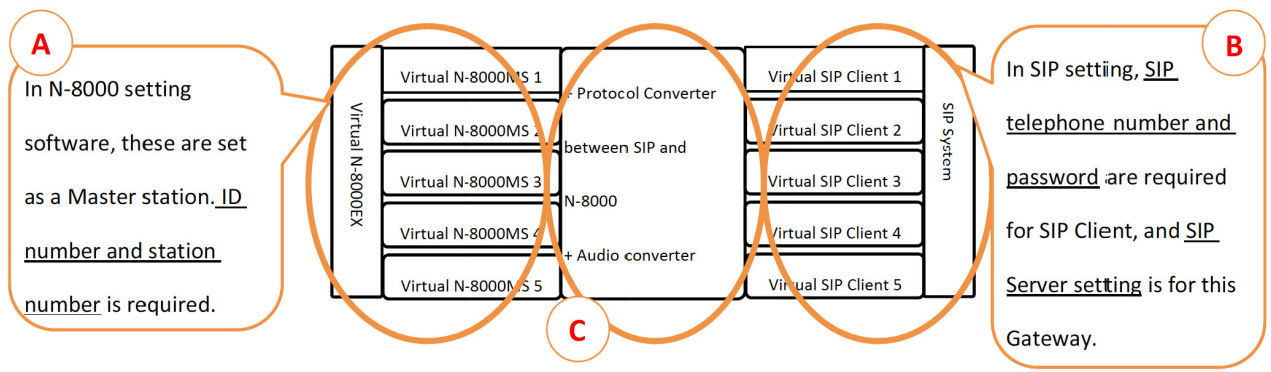 A
In N-8000 setting
software, these are set
as a Master station. ID
number and station
number is required.
Virtual N-8000EX
Virtual N-8000MS 1
Virtual N-8000MS 2
Virtual N-8000MS 3
Virtual N-8000MS 4
Virtual N-8000MS 5
+ Protocol Converter
between SIP and
N-8000
+ Audio converter
C
Virtual SIP Client 1
Virtual SIP Client 2
Virtual SIP Client 3
Virtual SIP Client 4
Virtual SIP Client 5
SIP System
B
In SIP setting, SIP
telephone number and
password are required
for SIP Client, and SIP
Server setting is for this
Gateway.